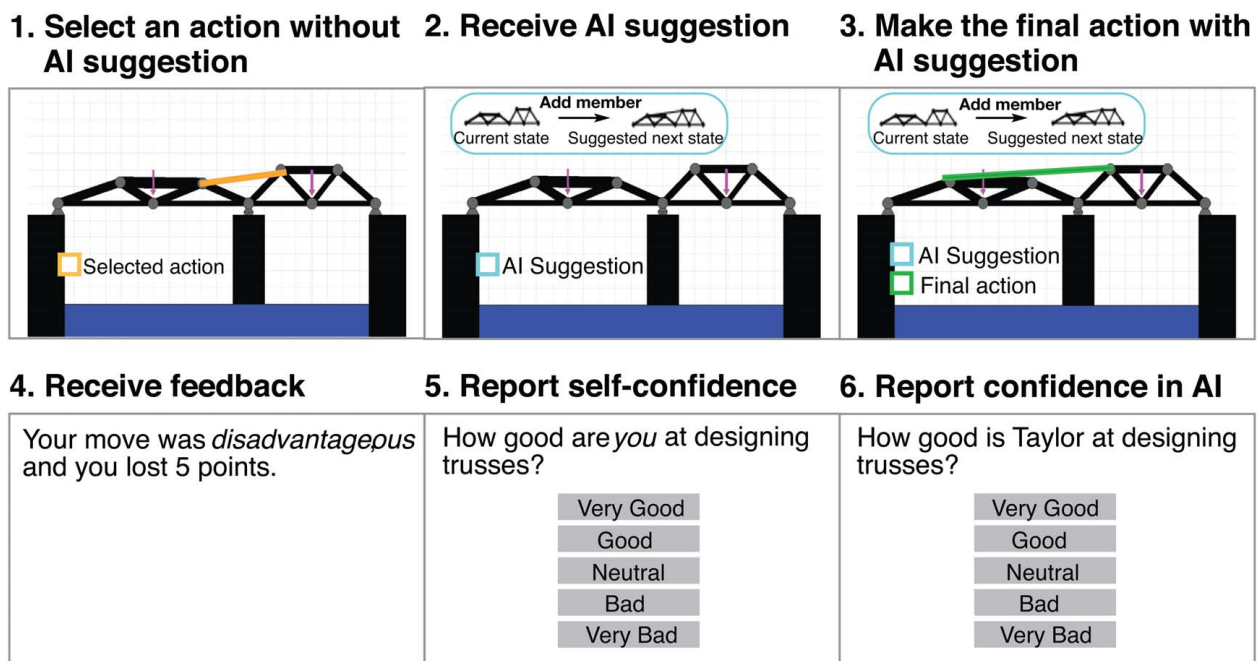 1. Select an action without
AI suggestion
Selected action
2. Receive AI suggestion
Add member
Current state
Suggested next state
AI Suggestion
3. Make the final action with
AI suggestion
Add member
Current state
Suggested next state
AI Suggestion
Final action
4. Receive feedback
Your move was disadvantageous
and you lost 5 points.
5. Report self-confidence
How good are you at designing
trusses?
Very Good
Good
Neutral
Bad
Very Bad
6. Report confidence in AI
How good is Taylor at designing
trusses?
Very Good
Good
Neutral
Bad
Very Bad